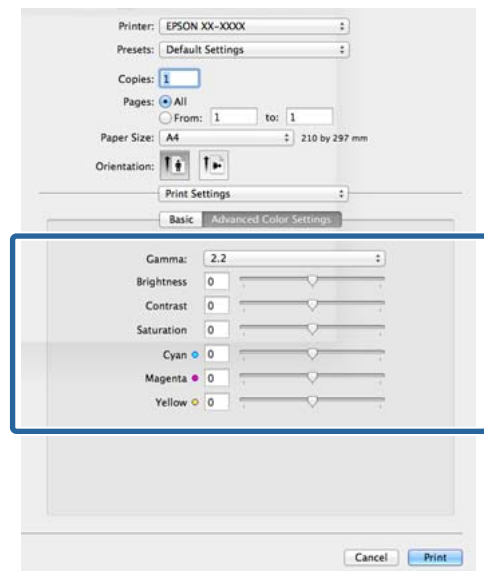 Printer: EPSON XX-XXXX
Presets: Default Settings
Copies: 1
Pages: All
From: 1 to: 1
Paper Size: A4 210 by 297 mm
Orientation:
Print Settings
Basic Advanced Color Settings
Gamma: 2.2
Brightness 0
Contrast 0
Saturation 0
Cyan 0
Magenta 0
Yellow 0
Cancel Print